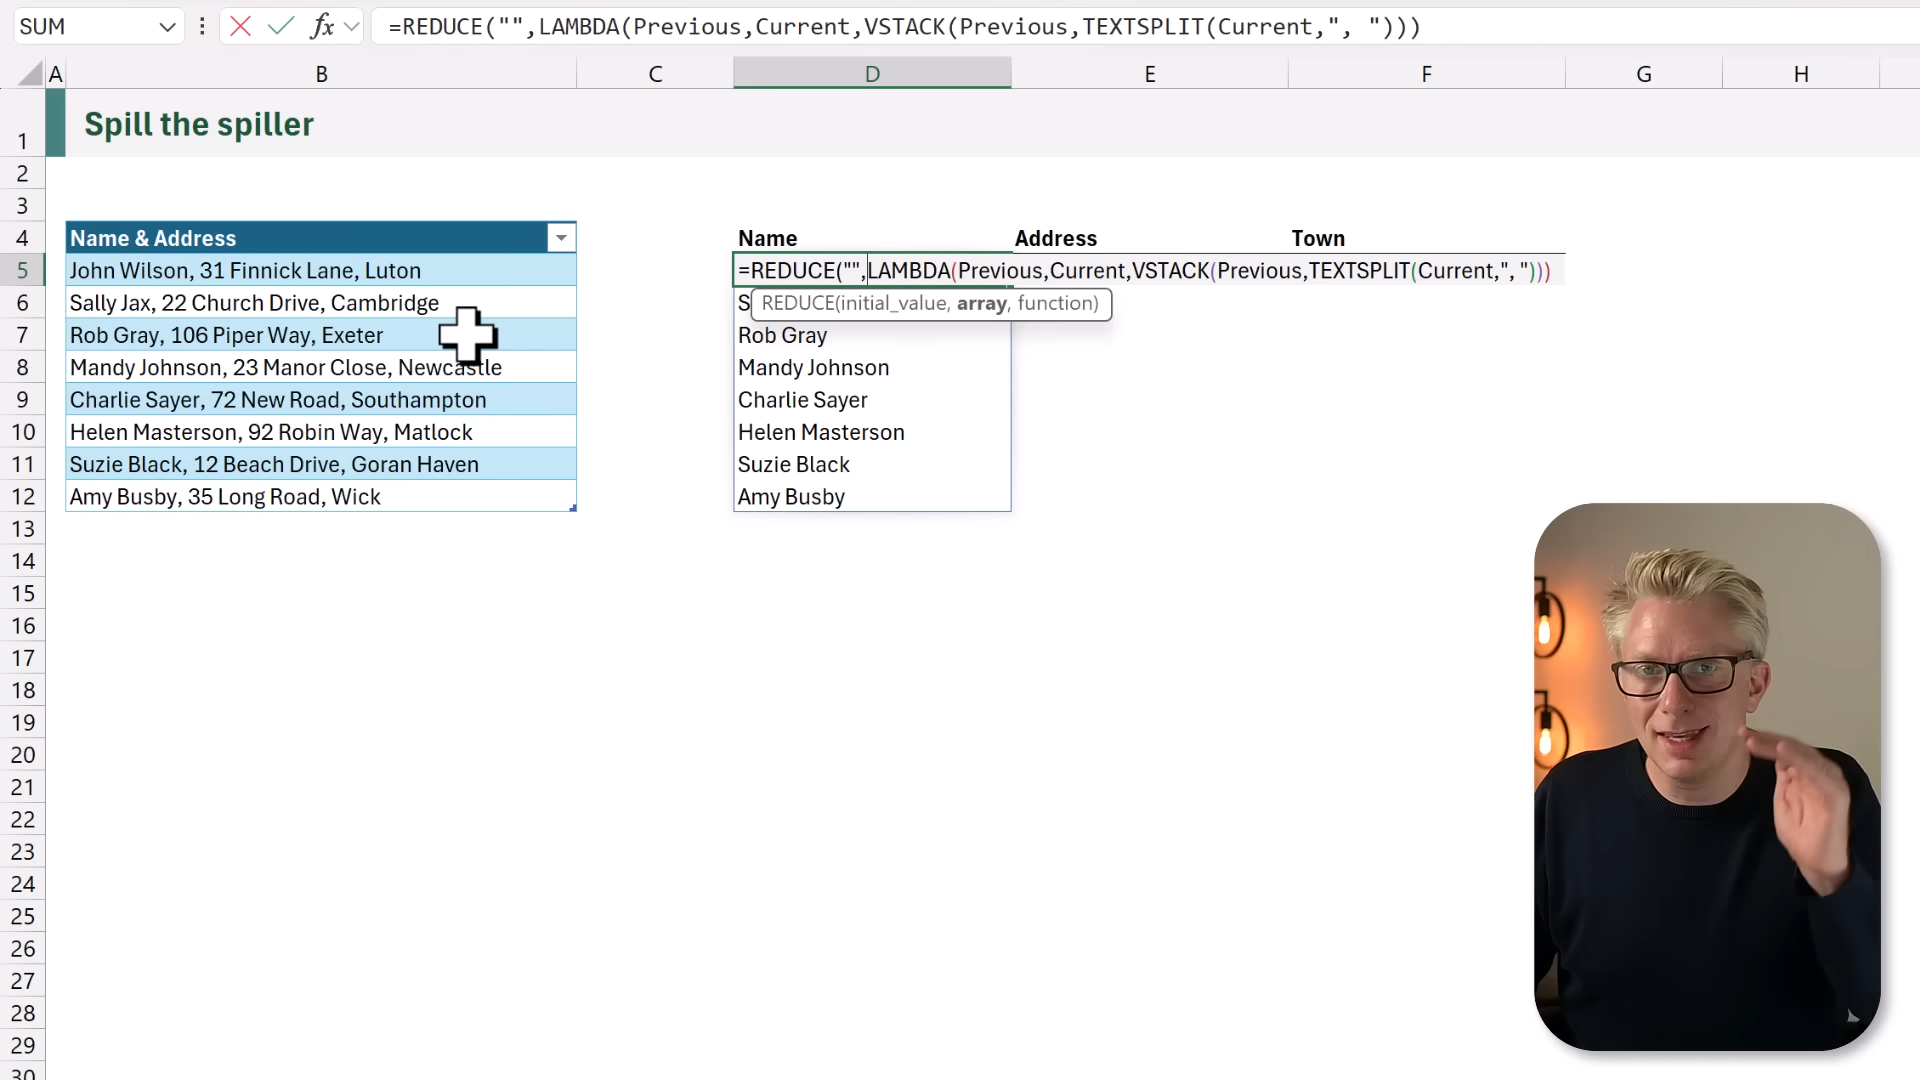 SUM
fx
=REDUCE("",LAMBDA(Previous,Current,VSTACK(Previous,TEXTSPLIT(Current,", ")))
A B C D E F G H
1 Spill the spiller
2
3
4 Name & Address Name Address Town
5 John Wilson, 31 Finnick Lane, Luton =REDUCE("",LAMBDA(Previous,Current,VSTACK(Previous,TEXTSPLIT(Current,", ")))
6 Sally Jax, 22 Church Drive, Cambridge S REDUCE(initial_value, array, function)
7 Rob Gray, 106 Piper Way, Exeter Rob Gray
8 Mandy Johnson, 23 Manor Close, Newcastle Mandy Johnson
9 Charlie Sayer, 72 New Road, Southampton Charlie Sayer
10 Helen Masterson, 92 Robin Way, Matlock Helen Masterson
11 Suzie Black, 12 Beach Drive, Goran Haven Suzie Black
12 Amy Busby, 35 Long Road, Wick Amy Busby
13
14
15
16
17
18
19
20
21
22
23
24
25
26
27
28
29
30